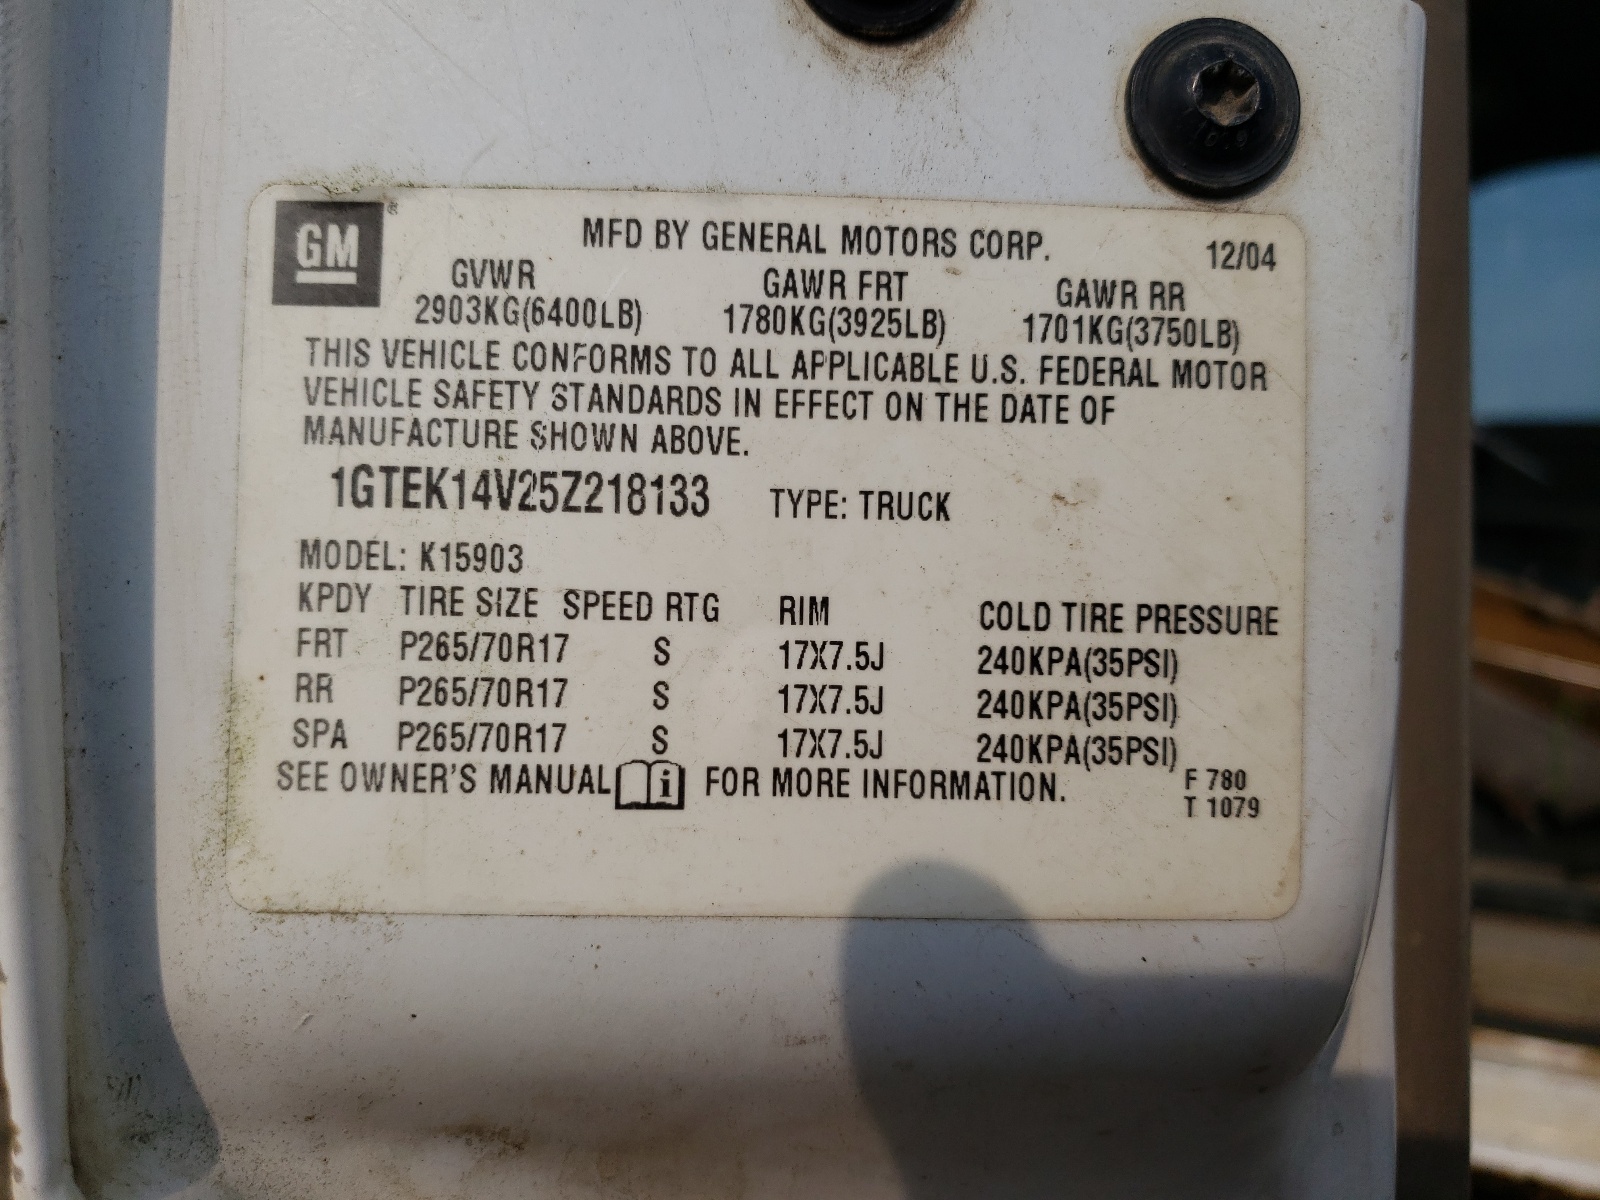 GM
MFD BY GENERAL MOTORS CORP. 12/04
GVWR GAWR FRT GAWR RR
2903KG(6400LB) 1780KG(3925LB) 1701KG(3750LB)
THIS VEHICLE CONFORMS TO ALL APPLICABLE U.S. FEDERAL MOTOR
VEHICLE SAFETY STANDARDS IN EFFECT ON THE DATE OF
MANUFACTURE SHOWN ABOVE.
1GTEK14V25Z218133 TYPE: TRUCK
MODEL: K15903
KPDY TIRE SIZE SPEED RTG RIM COLD TIRE PRESSURE
FRT P265/70R17 S 17X7.5J 240KPA(35PSI)
RR P265/70R17 S 17X7.5J 240KPA(35PSI)
SPA P265/70R17 S 17X7.5J 240KPA(35PSI)
SEE OWNER'S MANUAL i FOR MORE INFORMATION. F 780
T 1079